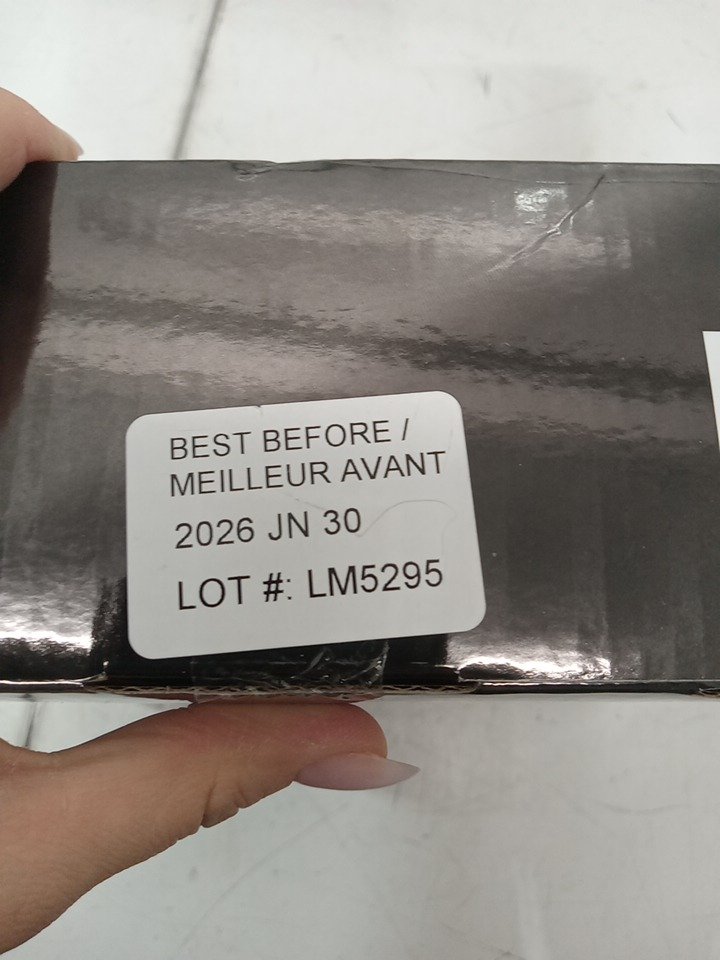 BEST BEFORE /
MEILLEUR AVANT
2026 JN 30
LOT #: LM5295